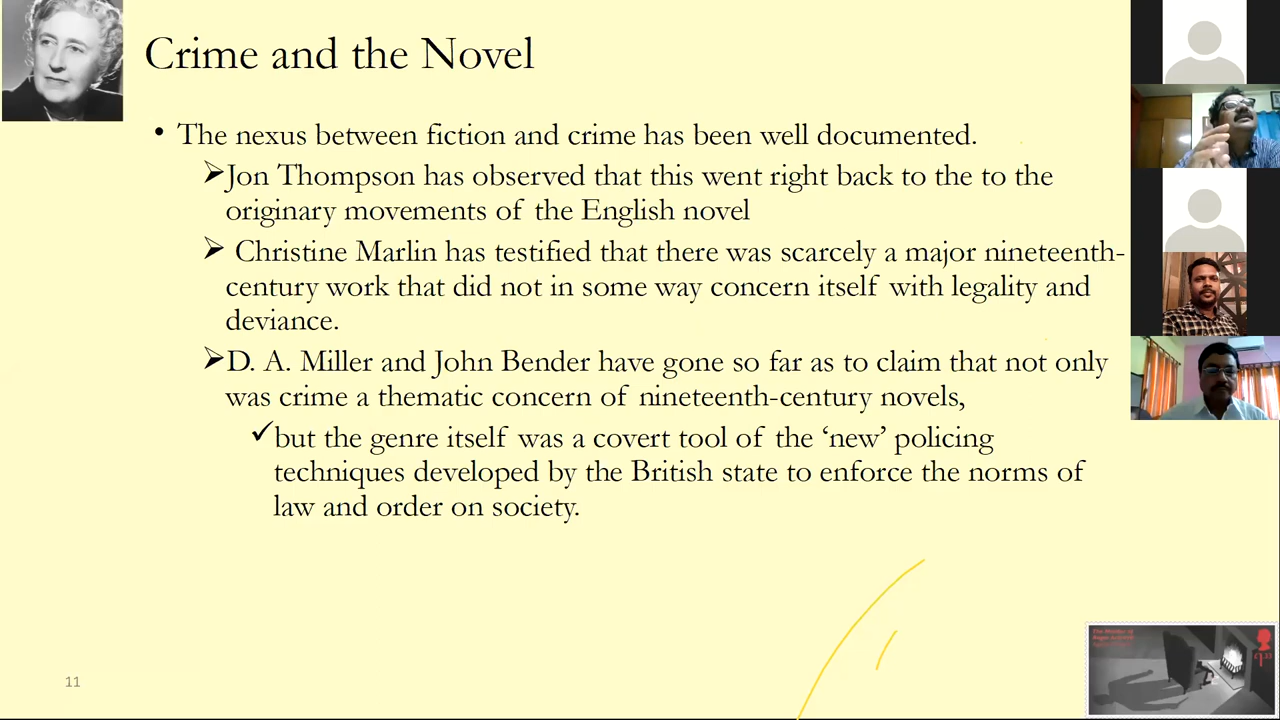 Crime and the Novel
• The nexus between fiction and crime has been well documented.
➢Jon Thompson has observed that this went right back to the to the
originary movements of the English novel
➢ Christine Marlin has testified that there was scarcely a major nineteenth-
century work that did not in some way concern itself with legality and
deviance.
➢D. A. Miller and John Bender have gone so far as to claim that not only
was crime a thematic concern of nineteenth-century novels,
✓but the genre itself was a covert tool of the ‘new’ policing
techniques developed by the British state to enforce the norms of
law and order on society.
The Murder of
Roger Ackroyd
11